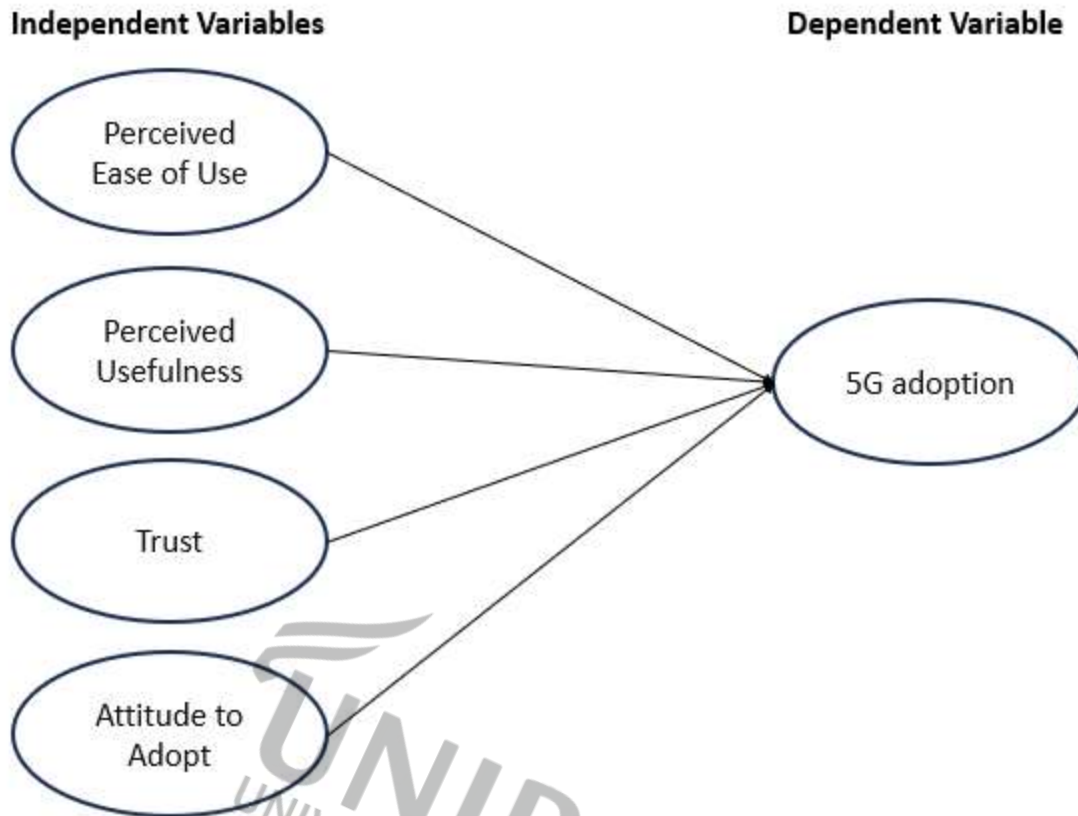 Independent Variables
Dependent Variable
Perceived
Ease of Use
Perceived
Usefulness
5G adoption
Trust
Attitude to
Adopt